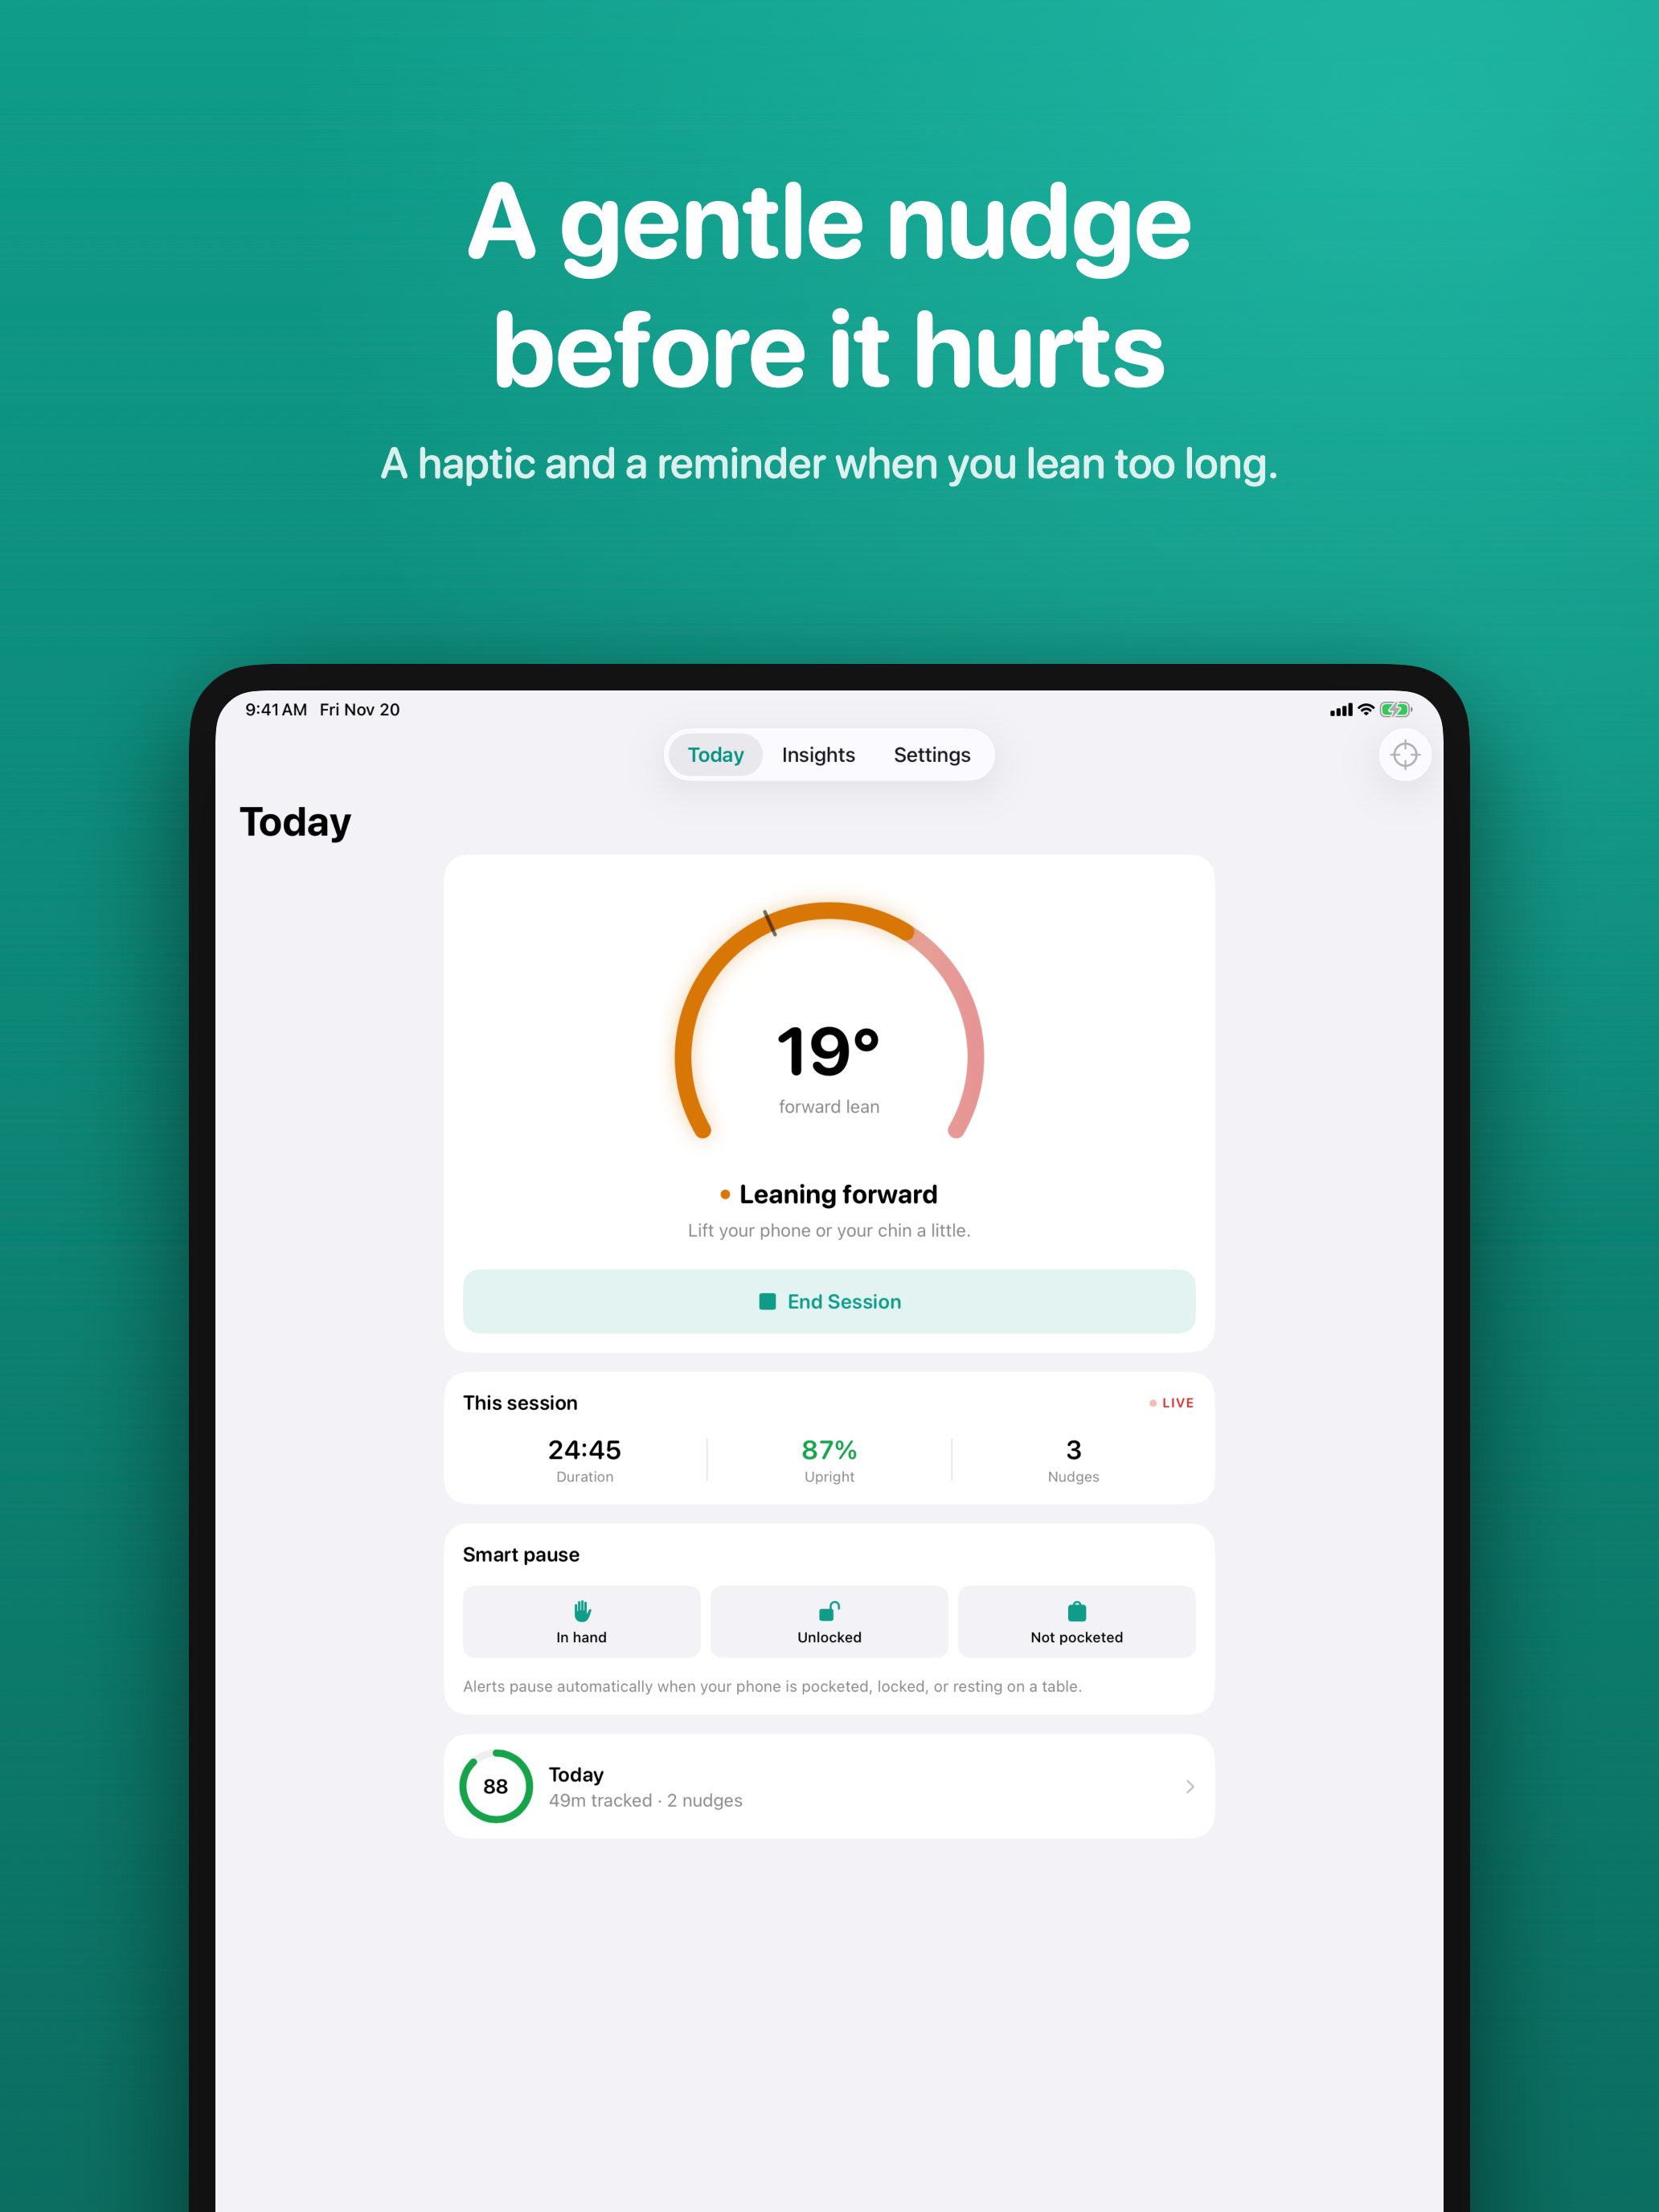 A gentle nudge
before it hurts
A haptic and a reminder when you lean too long.
9:41 AM Fri Nov 20
Today Insights Settings
Today
19°
forward lean
Leaning forward
Lift your phone or your chin a little.
End Session
This session
LIVE
24:45 87% 3
Duration Upright Nudges
Smart pause
In hand Unlocked Not pocketed
Alerts pause automatically when your phone is pocketed, locked, or resting on a table.
88
Today
49m tracked · 2 nudges